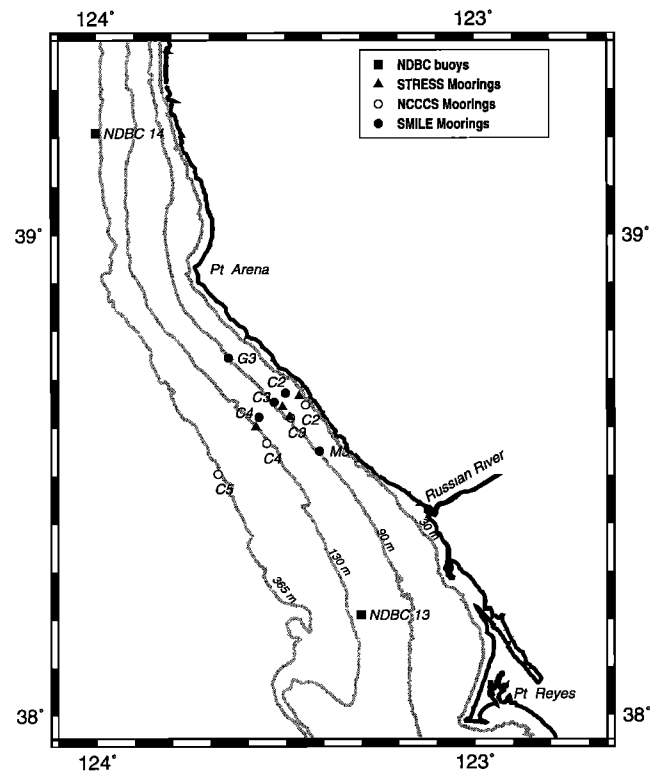 124°
123°
NDBC buoys
STRESS Moorings
NCCCS Moorings
SMILE Moorings
NDBC 14
39°
39°
Pt Arena
G3
C2
C3
C4
C2
C3
M3
C4
C5
Russian River
30 m
90 m
130 m
365 m
NDBC 13
Pt Reyes
38°
38°
124°
123°